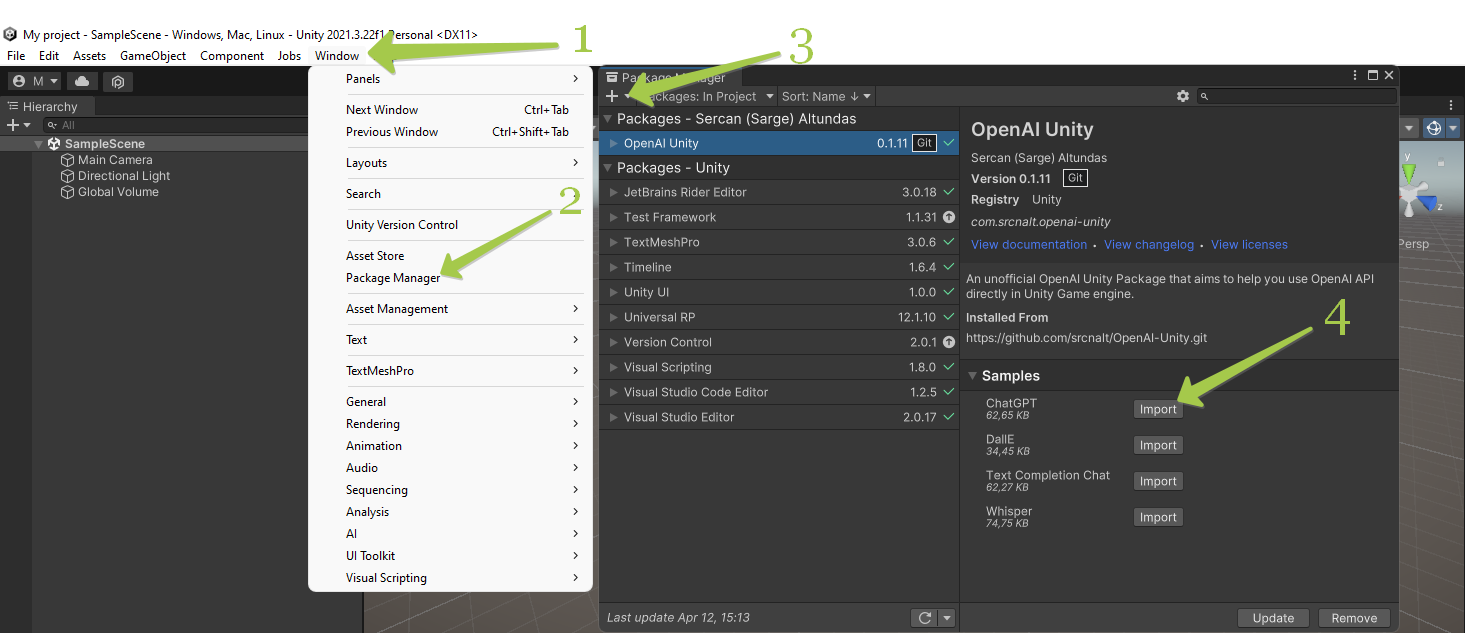 My project - SampleScene - Windows, Mac, Linux - Unity 2021.3.22f1 Personal <DX11>
File Edit Assets GameObject Component Jobs Window
1
M
Hierarchy
All
SampleScene
Main Camera
Directional Light
Global Volume
Panels
Next Window Ctrl+Tab
Previous Window Ctrl+Shift+Tab
Layouts
Search
2
Unity Version Control
Asset Store
Package Manager
Asset Management
Text
TextMeshPro
General
Rendering
Animation
Audio
Sequencing
Analysis
AI
UI Toolkit
Visual Scripting
3
Package Manager
Packages: In Project Sort: Name ↓
Packages - Sercan (Sarge) Altundas
OpenAI Unity 0.1.11 Git
Packages - Unity
JetBrains Rider Editor 3.0.18
Test Framework 1.1.31
TextMeshPro 3.0.6
Timeline 1.6.4
Unity UI 1.0.0
Universal RP 12.1.10
Version Control 2.0.1
Visual Scripting 1.8.0
Visual Studio Code Editor 1.2.5
Visual Studio Editor 2.0.17
Last update Apr 12, 15:13
OpenAI Unity
Sercan (Sarge) Altundas
Version 0.1.11 Git
Registry Unity
com.srcnalt.openai-unity
View documentation • View changelog • View licenses
An unofficial OpenAI Unity Package that aims to help you use OpenAI API
directly in Unity Game engine.
Installed From
https://github.com/srcnalt/OpenAI-Unity.git
4
Samples
ChatGPT Import
62,65 KB
DallE Import
34,45 KB
Text Completion Chat Import
62,27 KB
Whisper Import
74,75 KB
Update Remove
y
z
Persp